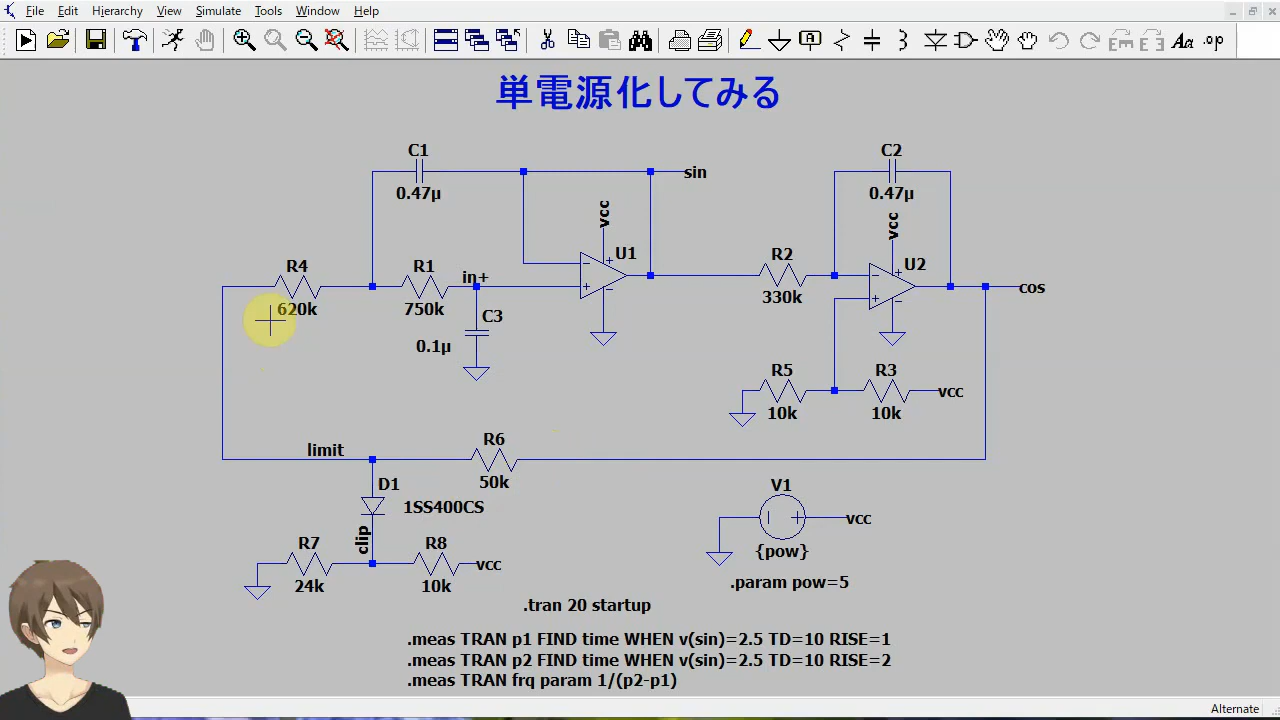 File Edit Hierarchy View Simulate Tools Window Help
.op
単電源化してみる
C1
0.47µ
sin
C2
0.47µ
vcc
U1
vcc
U2
R4
620k
R1
750k
in+
R2
330k
cos
C3
0.1µ
R5
10k
R3
10k
vcc
limit
R6
50k
D1
1SS400CS
clip
V1
vcc
{pow}
R7
24k
R8
10k
vcc
.param pow=5
.tran 20 startup
.meas TRAN p1 FIND time WHEN v(sin)=2.5 TD=10 RISE=1
.meas TRAN p2 FIND time WHEN v(sin)=2.5 TD=10 RISE=2
.meas TRAN frq param 1/(p2-p1)
Alternate